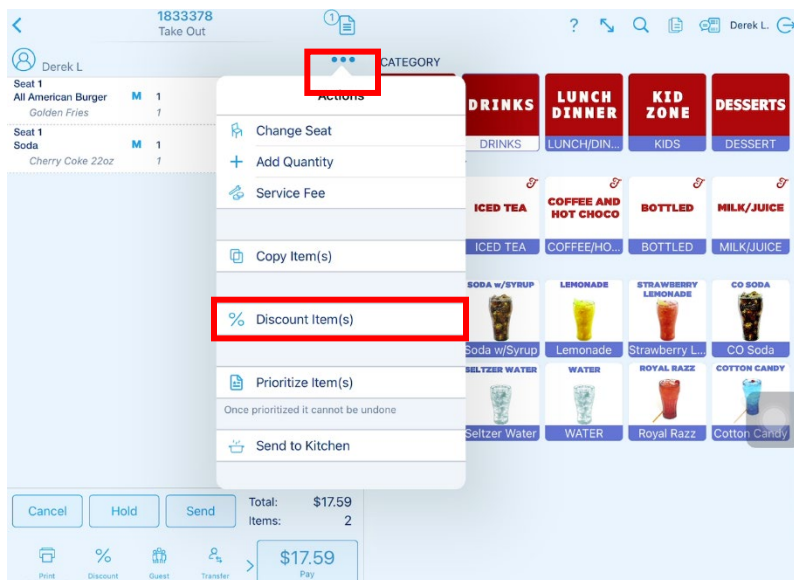 1833378
Take Out
1
?
Derek L.
Derek L
CATEGORY
Seat 1
All American Burger M 1
Golden Fries 1
Seat 1
Soda M 1
Cherry Coke 22oz 1
Actions
Change Seat
Add Quantity
Service Fee
Copy Item(s)
Discount Item(s)
Prioritize Item(s)
Once prioritized it cannot be undone
Send to Kitchen
DRINKS
DRINKS
LUNCH
DINNER
LUNCH/DIN...
KID
ZONE
KIDS
DESSERTS
DESSERT
ICED TEA
ICED TEA
COFFEE AND
HOT CHOCO
COFFEE/HO...
BOTTLED
BOTTLED
MILK/JUICE
MILK/JUICE
SODA w/SYRUP
Soda w/Syrup
LEMONADE
Lemonade
STRAWBERRY
LEMONADE
Strawberry L...
CO SODA
CO Soda
SELTZER WATER
Seltzer Water
WATER
WATER
ROYAL RAZZ
Royal Razz
COTTON CANDY
Cotton Candy
Cancel
Hold
Send
Total: $17.59
Items: 2
Print
% Discount
Guest
Transfer
>
$17.59
Pay